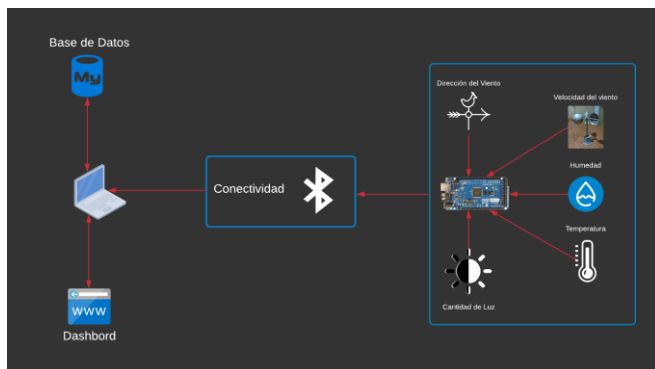 Base de Datos
My
Dirección del Viento
Velocidad del viento
Conectividad
Humedad
Temperatura
www
Dashbord
Cantidad de Luz